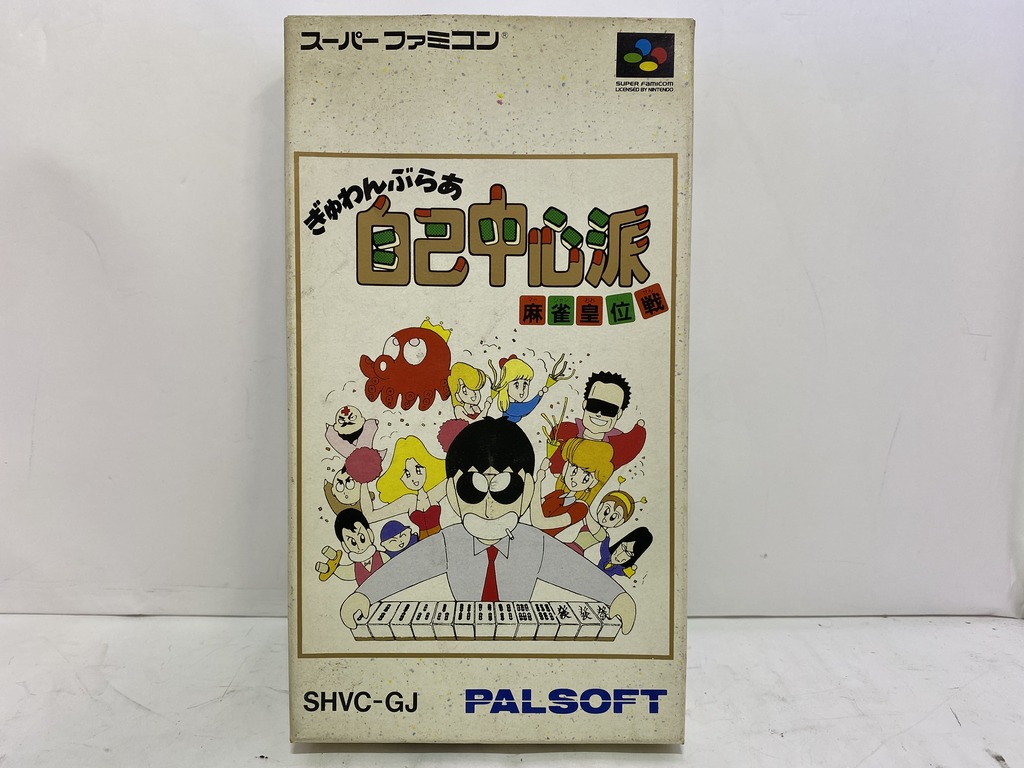 スーパーファミコン®
SUPER FAMICOM
LICENSED BY NINTENDO
ぎゅわんぶらあ
自己中心派
麻雀皇位戦
SHVC-GJ
PALSOFT